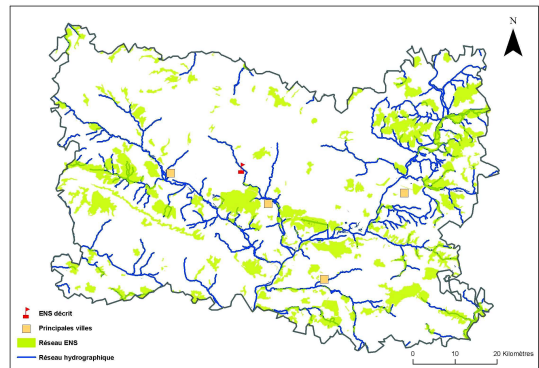 N
ENS décrit
Principales villes
Réseau ENS
Réseau hydrographique
0 10 20 Kilomètres